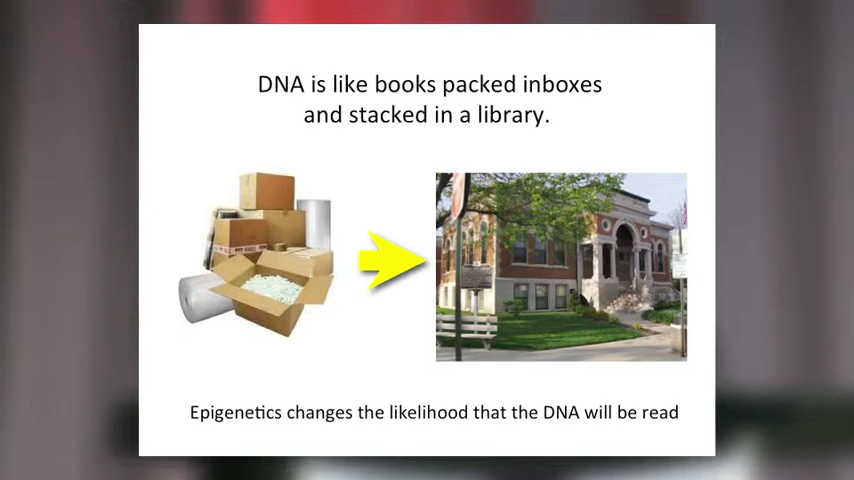 DNA is like books packed inboxes
and stacked in a library.
Epigenetics changes the likelihood that the DNA will be read